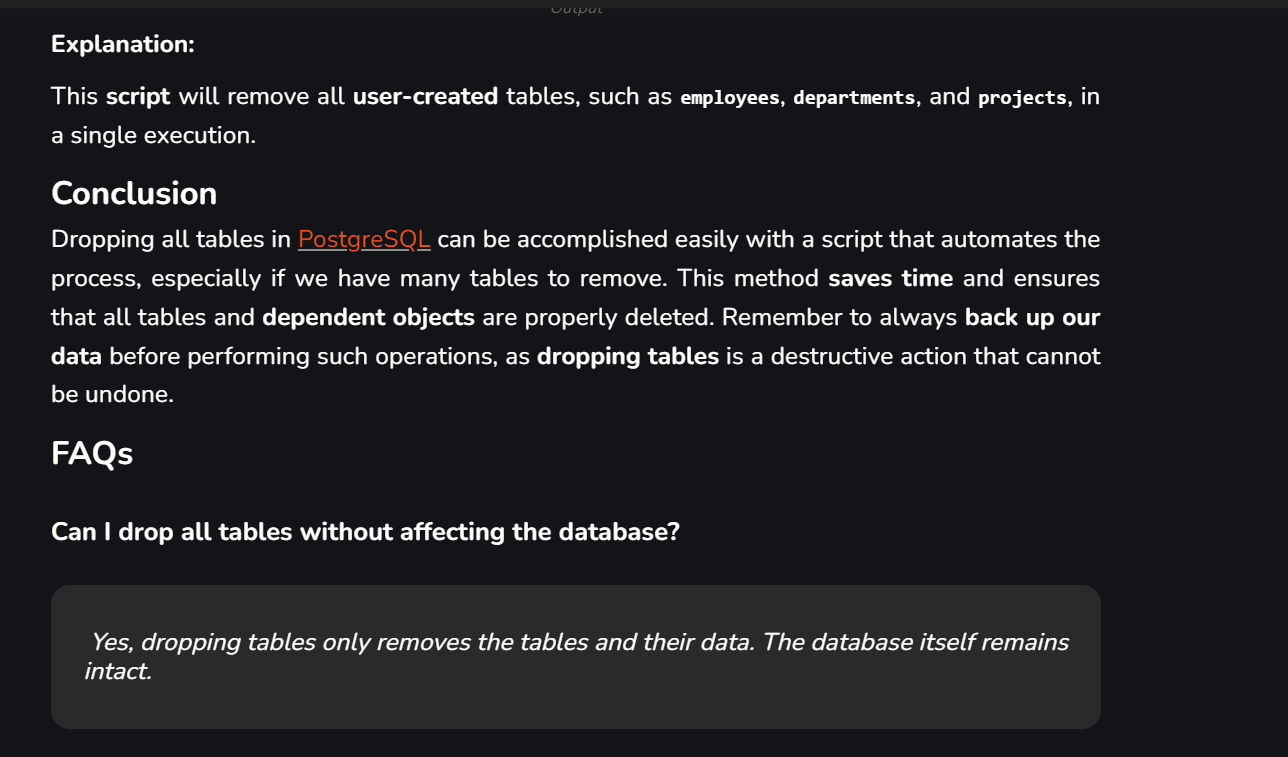 Output
Explanation:
This script will remove all user-created tables, such as employees, departments, and projects, in
a single execution.
Conclusion
Dropping all tables in PostgreSQL can be accomplished easily with a script that automates the
process, especially if we have many tables to remove. This method saves time and ensures
that all tables and dependent objects are properly deleted. Remember to always back up our
data before performing such operations, as dropping tables is a destructive action that cannot
be undone.
FAQs
Can I drop all tables without affecting the database?
Yes, dropping tables only removes the tables and their data. The database itself remains
intact.